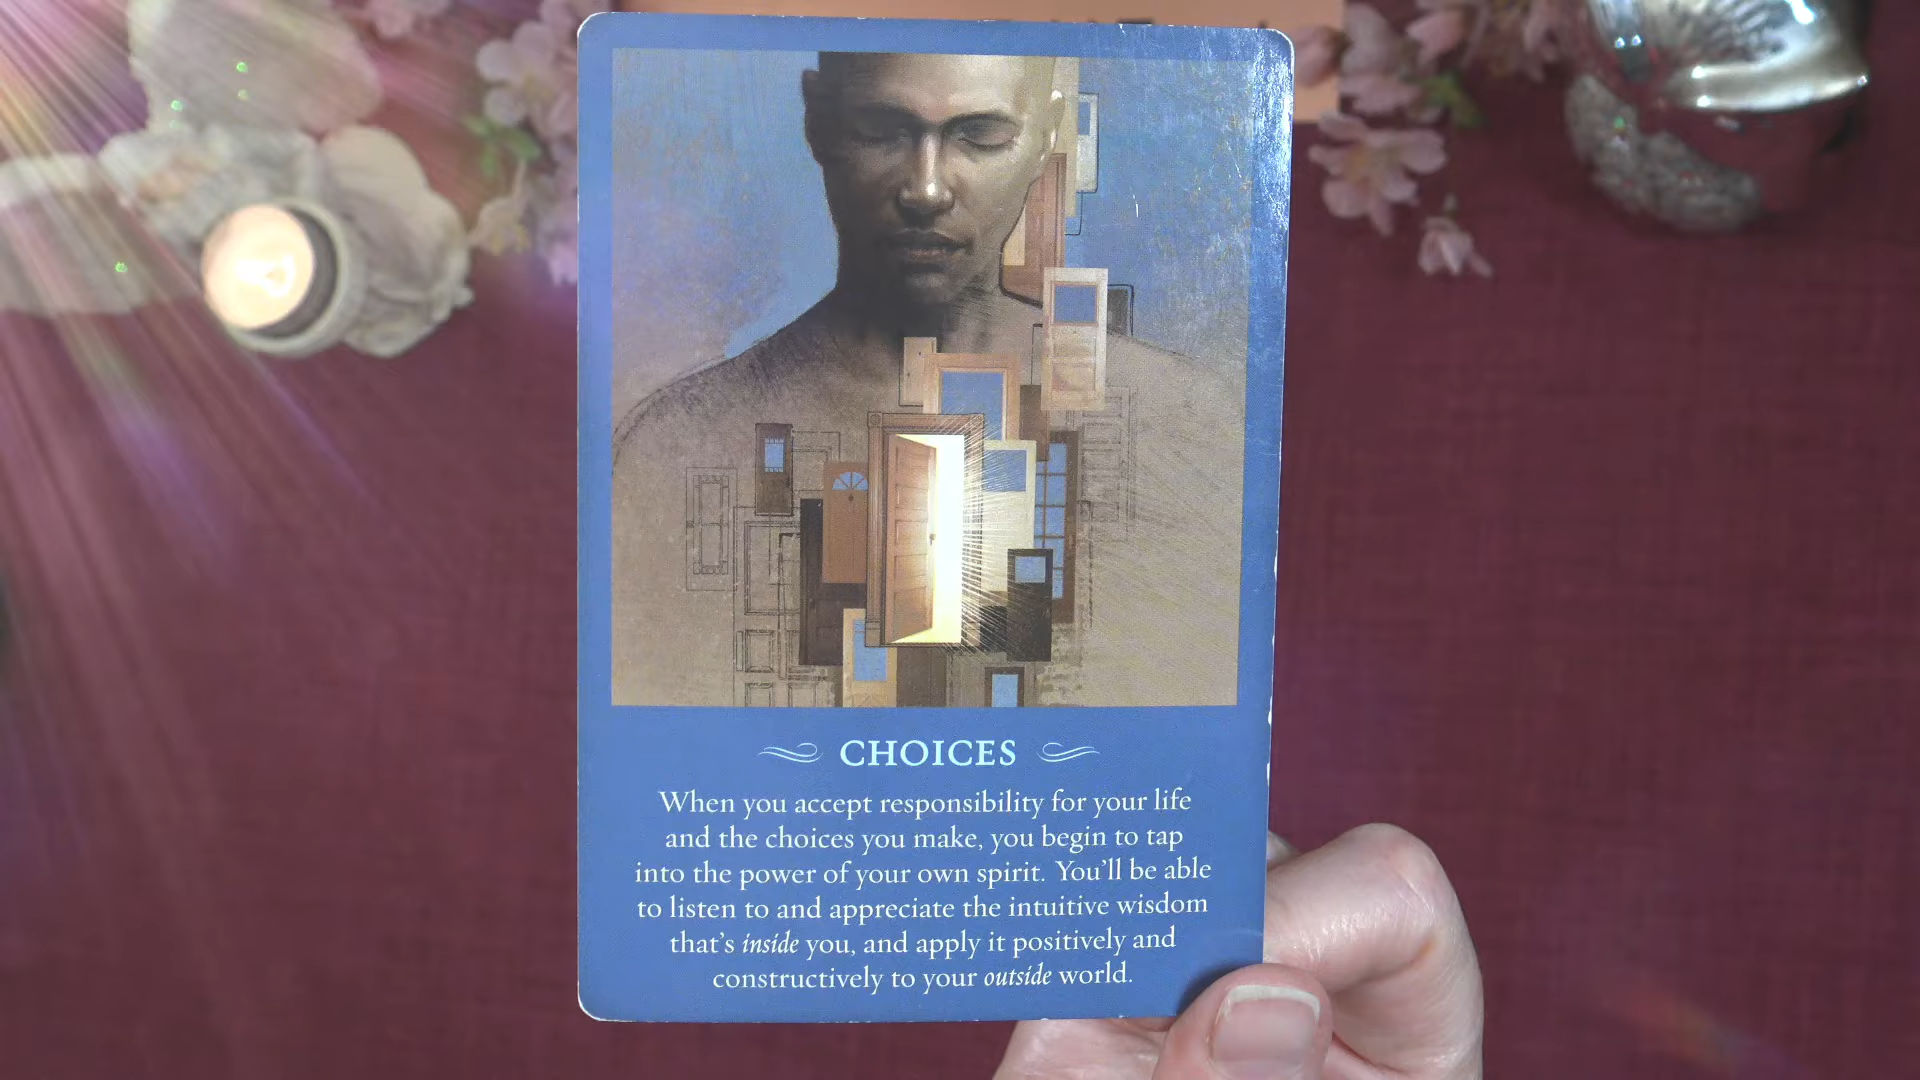 CHOICES
When you accept responsibility for your life
and the choices you make, you begin to tap
into the power of your own spirit. You'll be able
to listen to and appreciate the intuitive wisdom
that's inside you, and apply it positively and
constructively to your outside world.